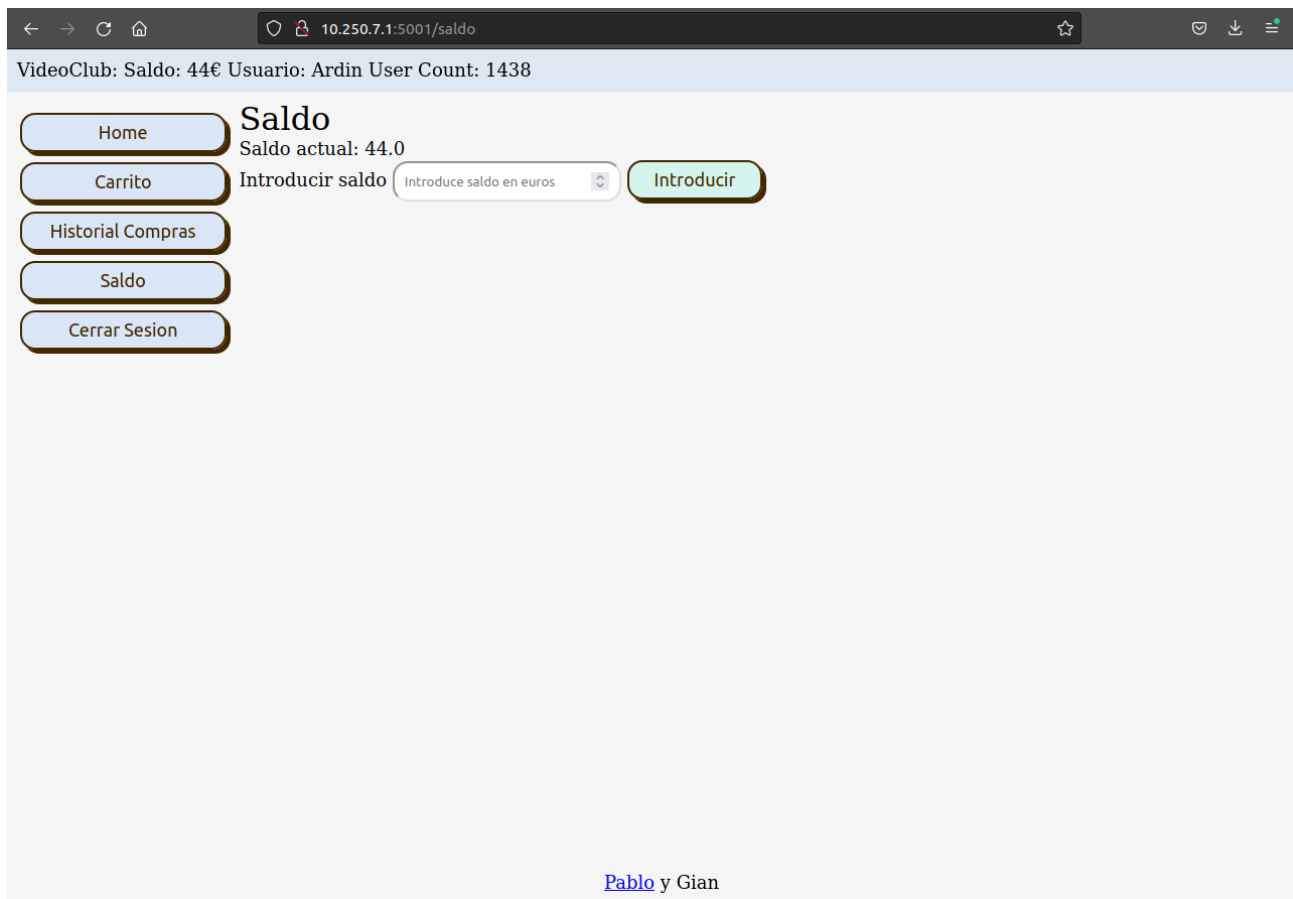 10.250.7.1:5001/saldo
VideoClub: Saldo: 44€ Usuario: Ardin User Count: 1438
Home
Carrito
Historial Compras
Saldo
Cerrar Sesion
Saldo
Saldo actual: 44.0
Introducir saldo Introduce saldo en euros Introducir
Pablo y Gian